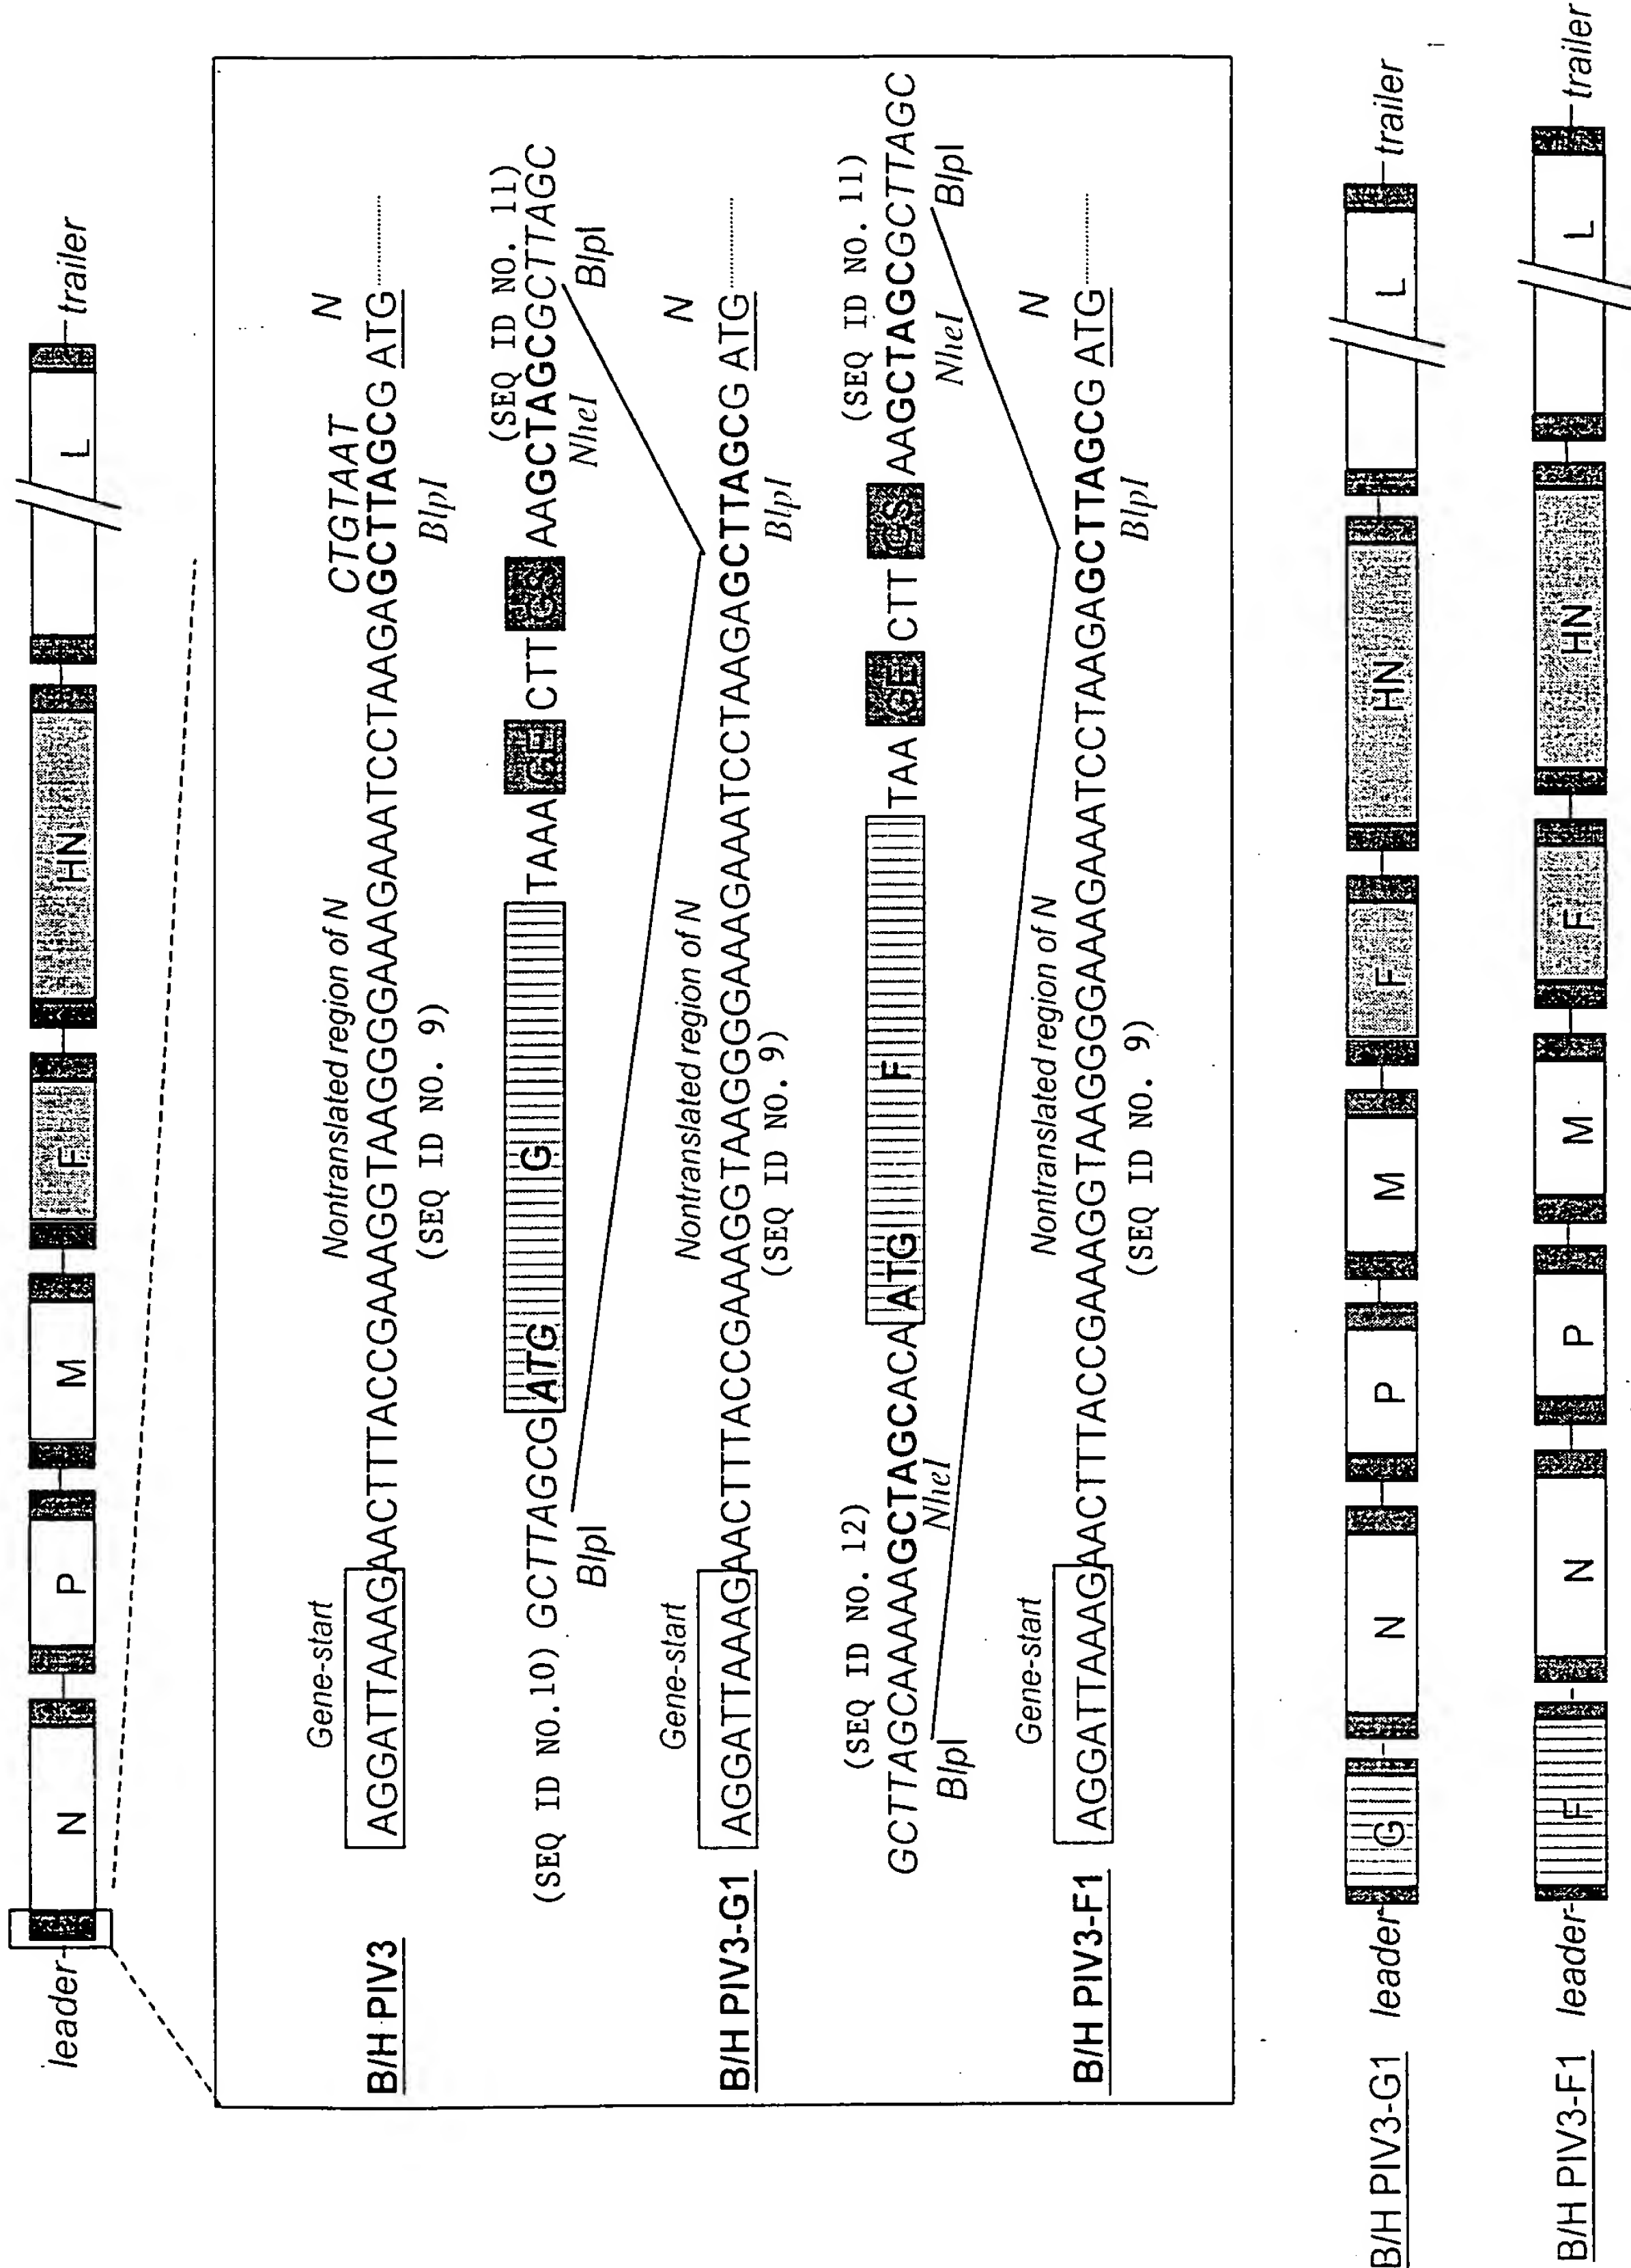 leader
N
P
M
F
HN
L
trailer
Gene-start
Nontranslated region of N
CTGTAAT
N
B/H PIV3
AGGATTAAAGAACTTTACCGAAAGGTAAGGGGAAAGAAATCCTAAGAGCTTAGCG ATG
(SEQ ID NO. 9)
BlpI
(SEQ ID NO. 11)
(SEQ ID NO.10) GCTTAGCG ATG G TAAA GE CTT GS AAGCTAGCGCTTAGC
BlpI
NheI
BlpI
Gene-start
Nontranslated region of N
N
B/H PIV3-G1
AGGATTAAAGAACTTTACCGAAAGGTAAGGGGAAAGAAATCCTAAGAGCTTAGCG ATG
(SEQ ID NO. 9)
BlpI
(SEQ ID NO. 12)
(SEQ ID NO. 11)
GCTTAGCAAAAAGCTAGCACA ATG F TAA GE CTT GS AAGCTAGCGCTTAGC
BlpI
NheI
NheI
BlpI
Gene-start
Nontranslated region of N
N
B/H PIV3-F1
AGGATTAAAGAACTTTACCGAAAGGTAAGGGGAAAGAAATCCTAAGAGCTTAGCG ATG
(SEQ ID NO. 9)
BlpI
B/H PIV3-G1
leader
G
N
P
M
F
HN
L
trailer
B/H PIV3-F1
leader
F
N
P
M
F
HN
L
trailer